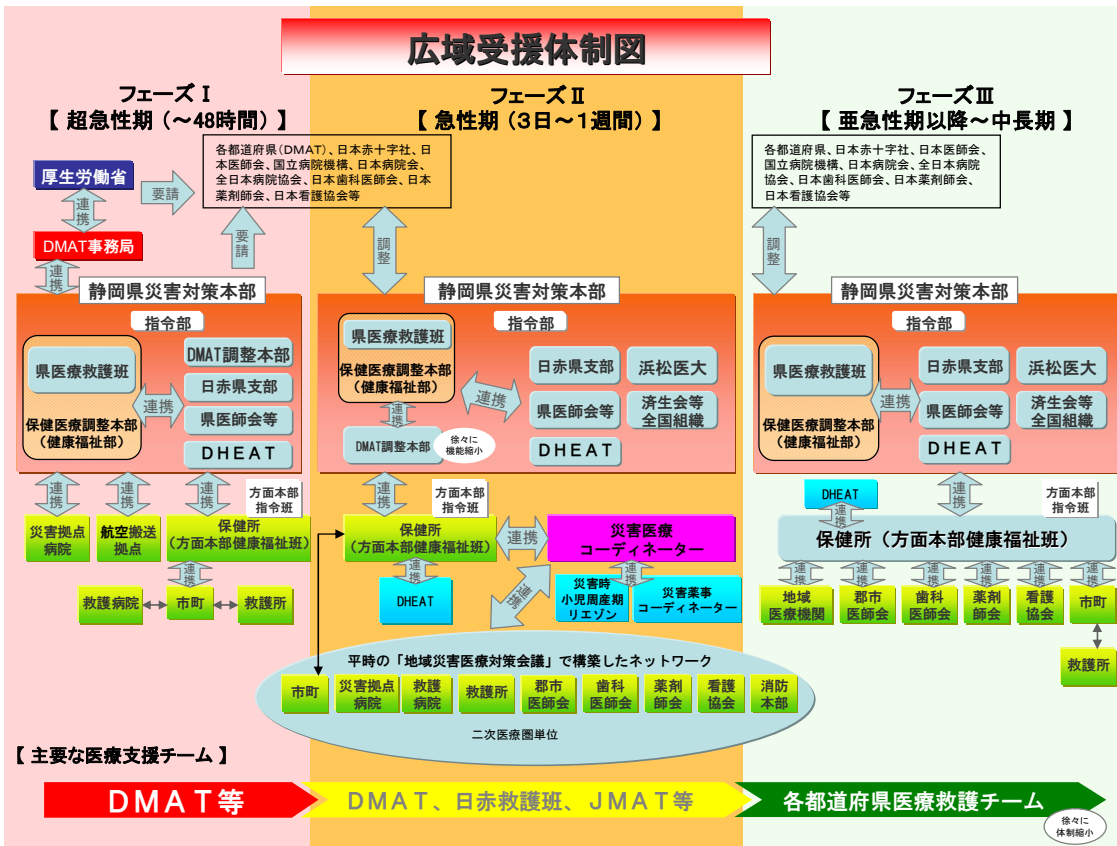 広域受援体制図
フェーズⅠ
【 超急性期（～48時間）】
厚生労働省
連携
DMAT事務局
連携
要請
要請
各都道府県（DMAT）、日本赤十字社、日
本医師会、国立病院機構、日本病院会、
全日本病院協会、日本歯科医師会、日本
薬剤師会、日本看護協会等
静岡県災害対策本部
指令部
県医療救護班
保健医療調整本部
（健康福祉部）
連携
DMAT調整本部
日赤県支部
県医師会等
ＤＨＥＡＴ
連携
連携
連携
方面本部
指令班
災害拠点
病院
航空搬送
拠点
保健所
（方面本部健康福祉班）
連携
救護病院
市町
救護所
フェーズⅡ
【 急性期（3日～1週間）】
調整
静岡県災害対策本部
指令部
県医療救護班
保健医療調整本部
（健康福祉部）
連携
DMAT調整本部
徐々に
機能縮小
連携
日赤県支部
浜松医大
県医師会等
済生会等
全国組織
ＤＨＥＡＴ
連携
方面本部
指令班
保健所
（方面本部健康福祉班）
連携
災害医療
コーディネーター
連携
DHEAT
連携
連携
災害時
小児周産期
リエゾン
災害薬事
コーディネーター
平時の「地域災害医療対策会議」で構築したネットワーク
市町
災害拠点
病院
救護
病院
救護所
郡市
医師会
歯科
医師会
薬剤
師会
看護
協会
消防
本部
二次医療圏単位
フェーズⅢ
【 亜急性期以降～中長期 】
各都道府県、日本赤十字社、日本医師会、
国立病院機構、日本病院会、全日本病院
協会、日本歯科医師会、日本薬剤師会、
日本看護協会等
調整
静岡県災害対策本部
指令部
県医療救護班
保健医療調整本部
（健康福祉部）
連携
日赤県支部
浜松医大
県医師会等
済生会等
全国組織
ＤＨＥＡＴ
DHEAT
連携
連携
方面本部
指令班
保健所（方面本部健康福祉班）
連携
連携
連携
連携
連携
連携
地域
医療機関
郡市
医師会
歯科
医師会
薬剤
師会
看護
協会
市町
救護所
【 主要な医療支援チーム 】
ＤＭＡＴ等
ＤＭＡＴ、日赤救護班、ＪＭＡＴ等
各都道府県医療救護チーム
徐々に
体制縮小